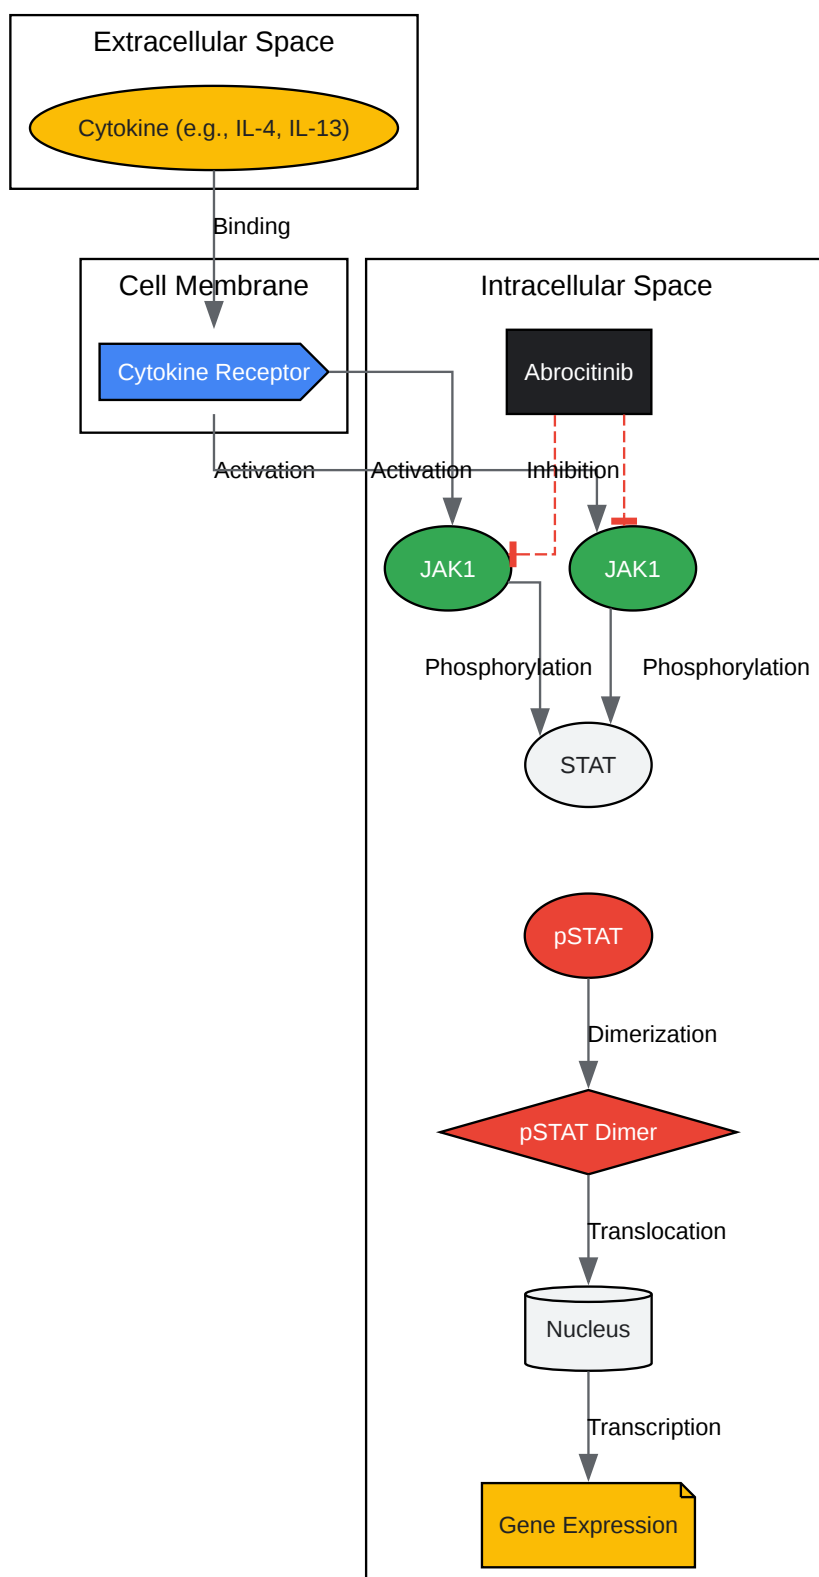 Extracellular Space
Cytokine (e.g., IL-4, IL-13)
Binding
Cell Membrane
Intracellular Space
Cytokine Receptor
Abrocitinib
Activation
Activation
Inhibition
JAK1
JAK1
Phosphorylation
Phosphorylation
STAT
pSTAT
Dimerization
pSTAT Dimer
Translocation
Nucleus
Transcription
Gene Expression